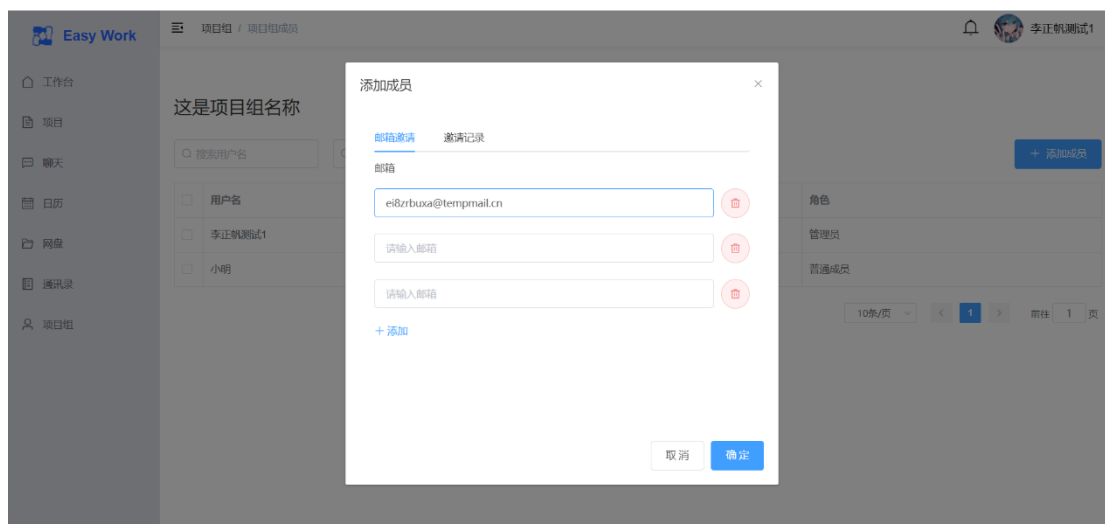 Easy Work
项目组 / 项目组成员
李正帆测试1
工作台
项目
聊天
日历
网盘
通讯录
项目组
这是项目组名称
搜索用户名
+ 添加成员
用户名
角色
李正帆测试1
管理员
小明
普通成员
10条/页
1
前往 1 页
添加成员
邮箱邀请 邀请记录
邮箱
ei8zrbuxa@tempmail.cn
请输入邮箱
请输入邮箱
+ 添加
取消
确定